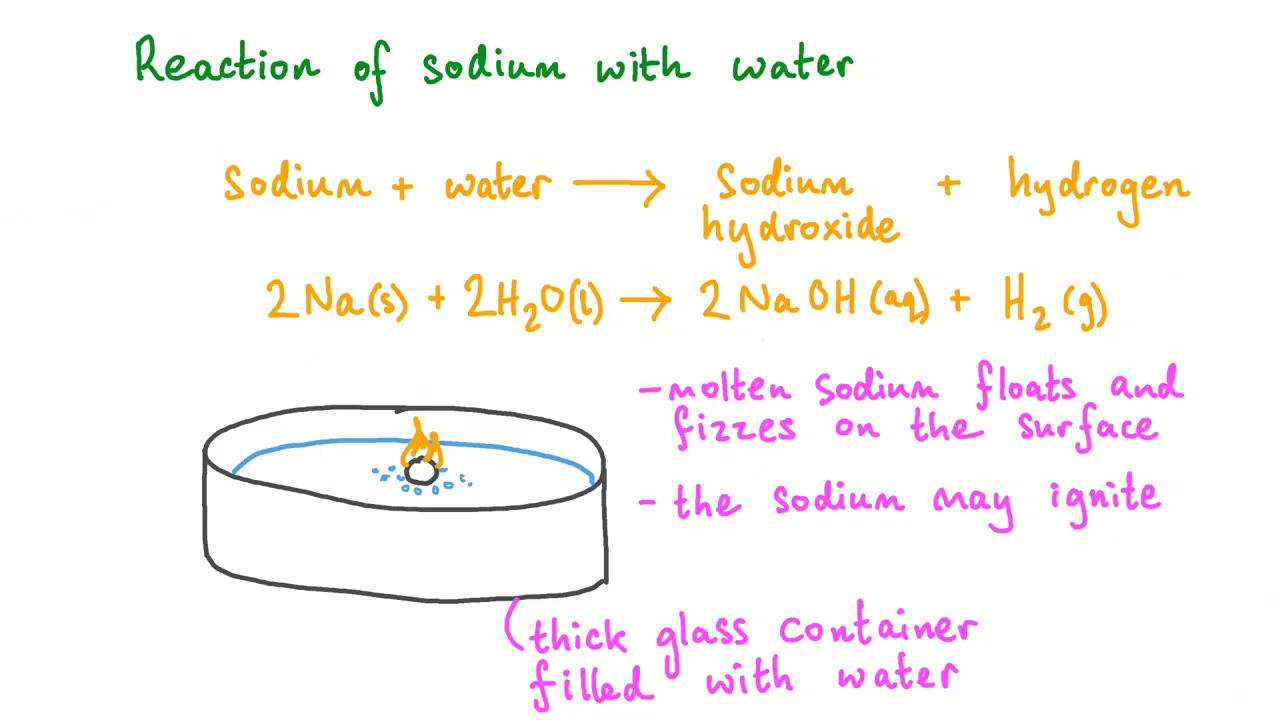 Reaction of sodium with water
sodium + water → sodium + hydrogen
hydroxide
2Na(s) + 2H₂O(l) → 2NaOH(aq) + H₂(g)
-molten sodium floats and
fizzes on the surface
- the sodium may ignite
thick glass container
filled with water